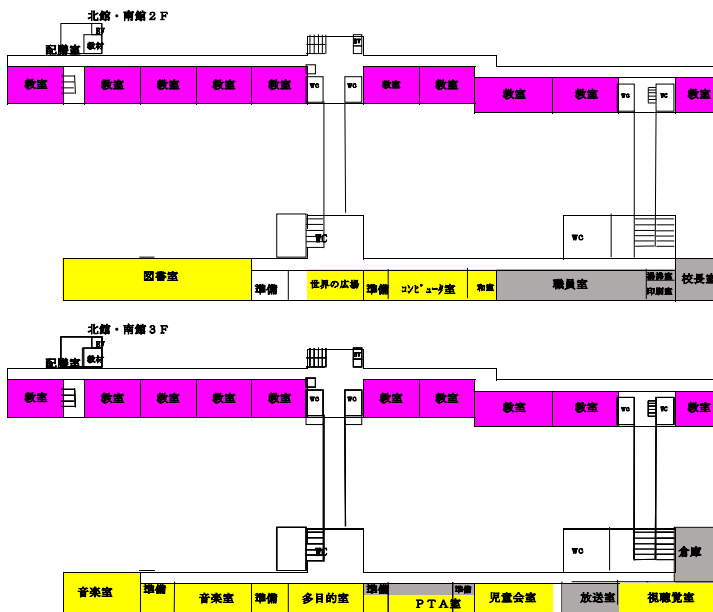 北館・南館２Ｆ
EV
配膳室 教材
EV
教室 教室 教室 教室 教室 WC WC 教室 教室 教室 教室 WC WC 教室
WC WC
図書室 準備 世界の広場 準備 ｺﾝﾋﾟｭｰﾀ室 和室 職員室 印刷室 校長室
北館・南館３Ｆ
EV
配膳室 教材
EV
教室 教室 教室 教室 教室 WC WC 教室 教室 教室 教室 WC WC 教室
WC WC 倉庫
音楽室 準備 音楽室 準備 多目的室 準備 ＰＴＡ室 準備 児童会室 放送室 視聴覚室